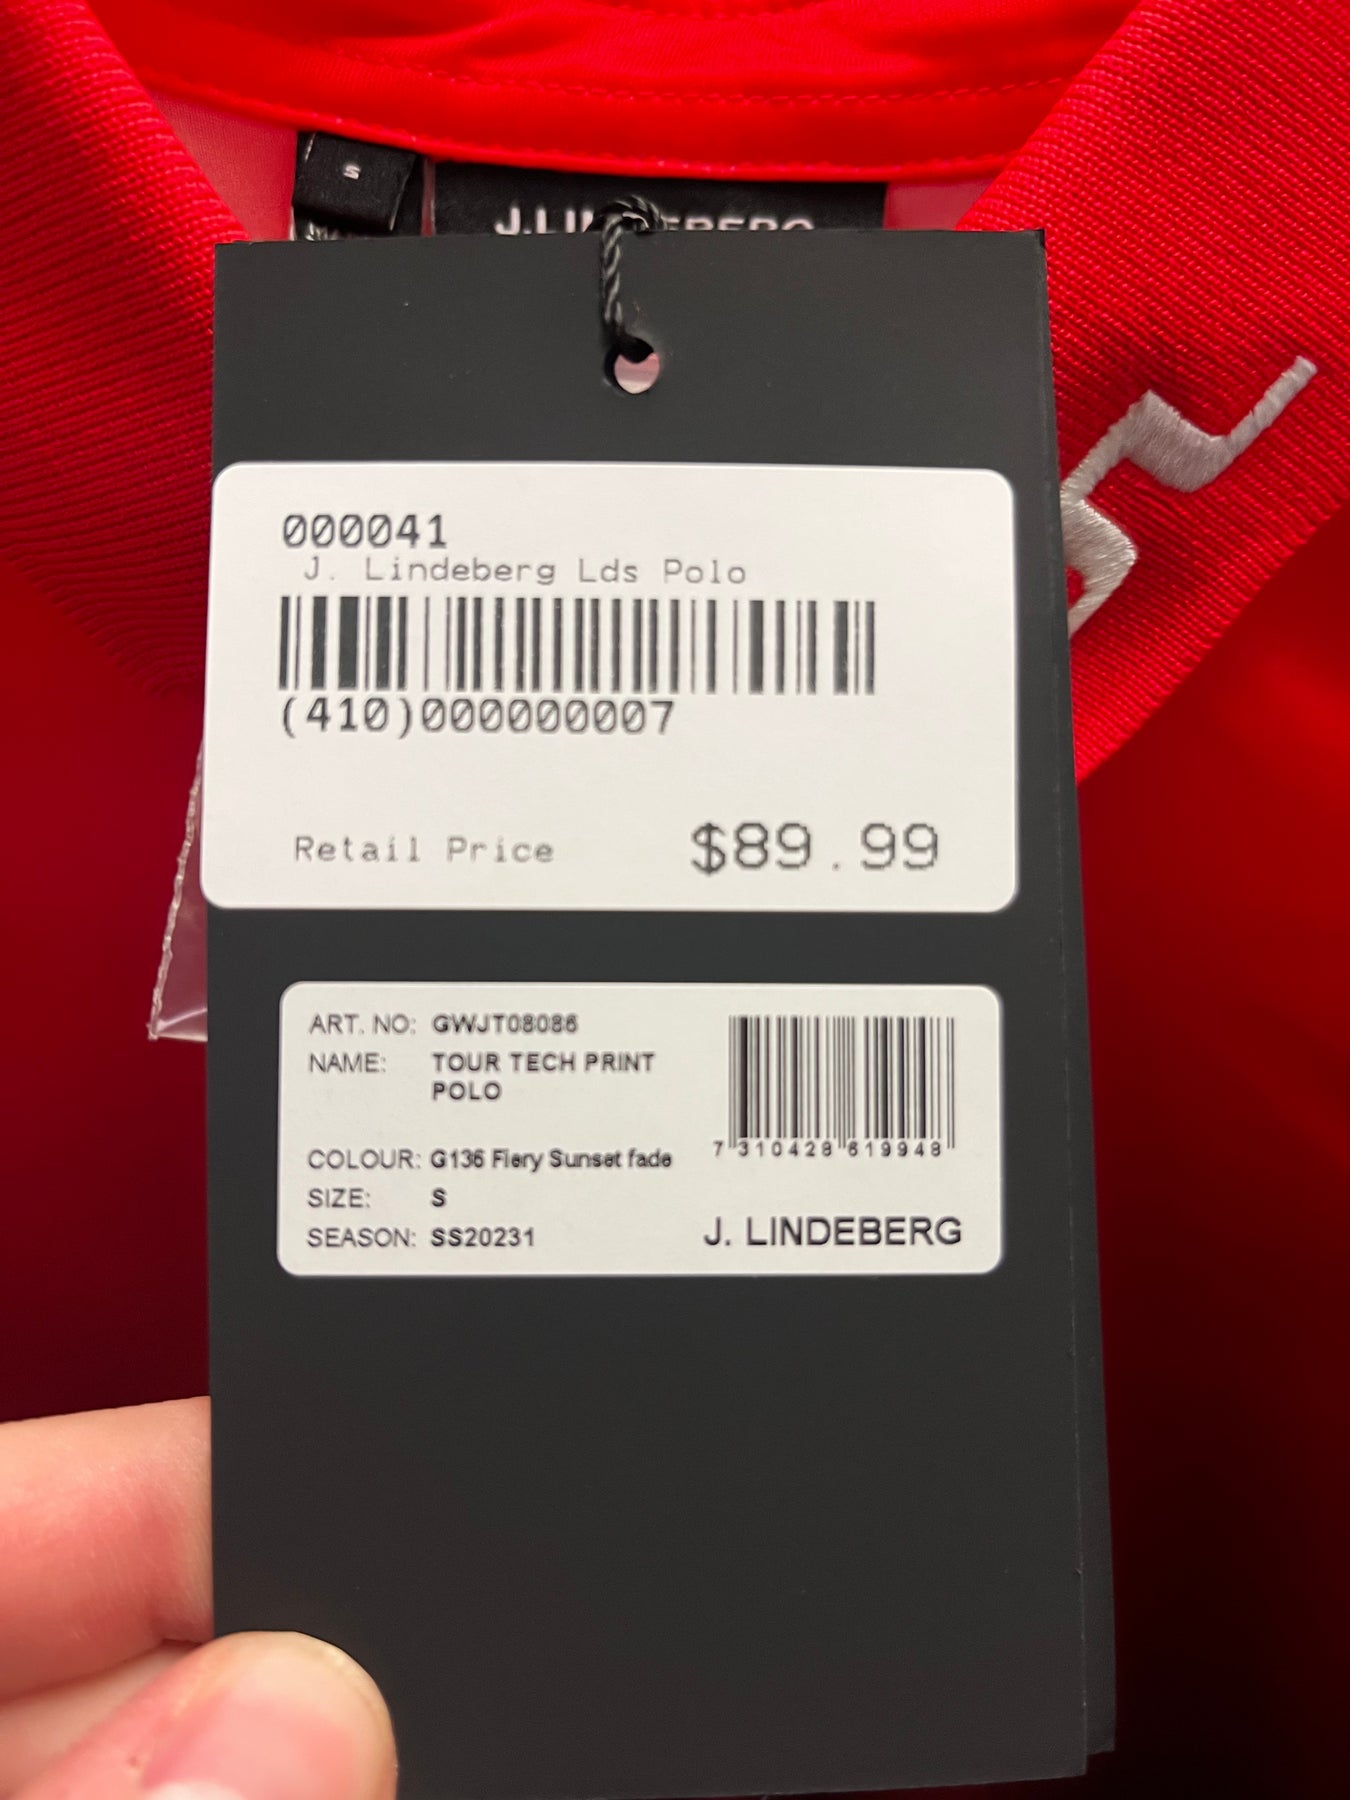 S
000041
J. Lindeberg Lds Polo
(410)000000007
Retail Price $89.99
ART. NO: GWJT08086
NAME: TOUR TECH PRINT
POLO
7 310428 619948
COLOUR: G136 Fiery Sunset fade
SIZE: S
SEASON: SS20231
J. LINDEBERG